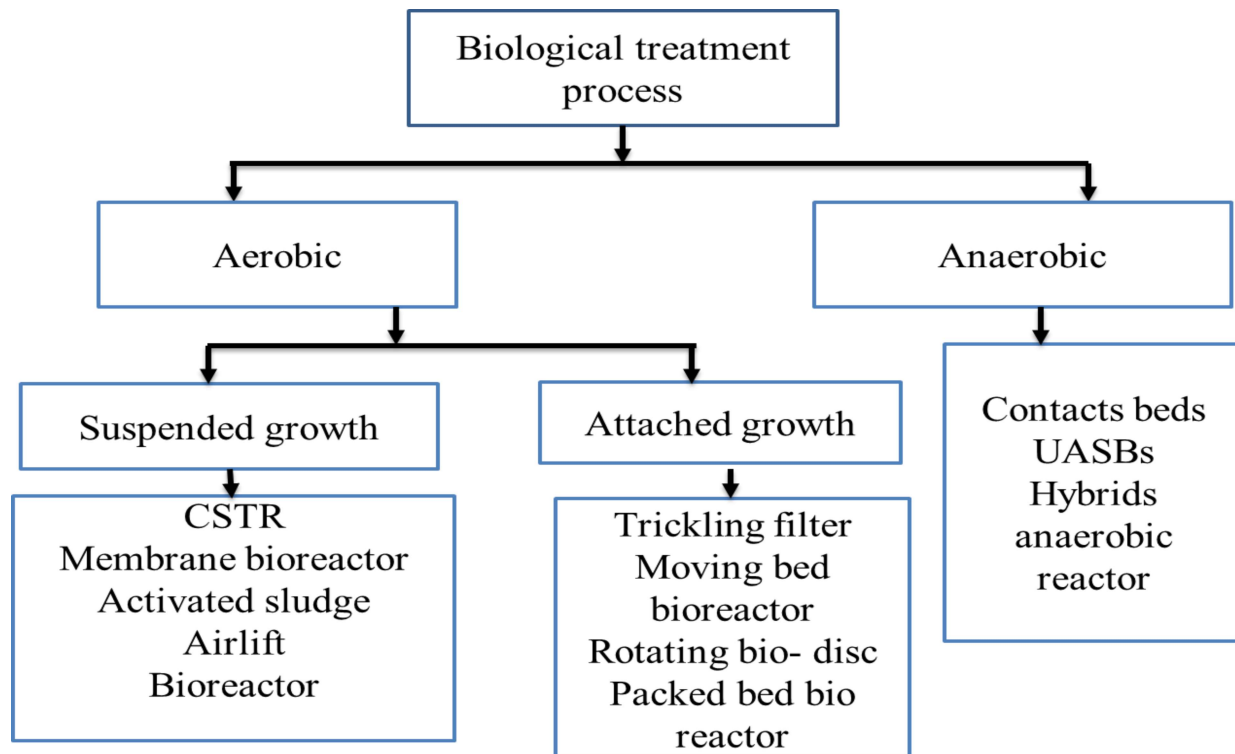 Biological treatment
process
Aerobic
Anaerobic
Suspended growth
Attached growth
CSTR
Membrane bioreactor
Activated sludge
Airlift
Bioreactor
Trickling filter
Moving bed
bioreactor
Rotating bio- disc
Packed bed bio
reactor
Contacts beds
UASBs
Hybrids
anaerobic
reactor